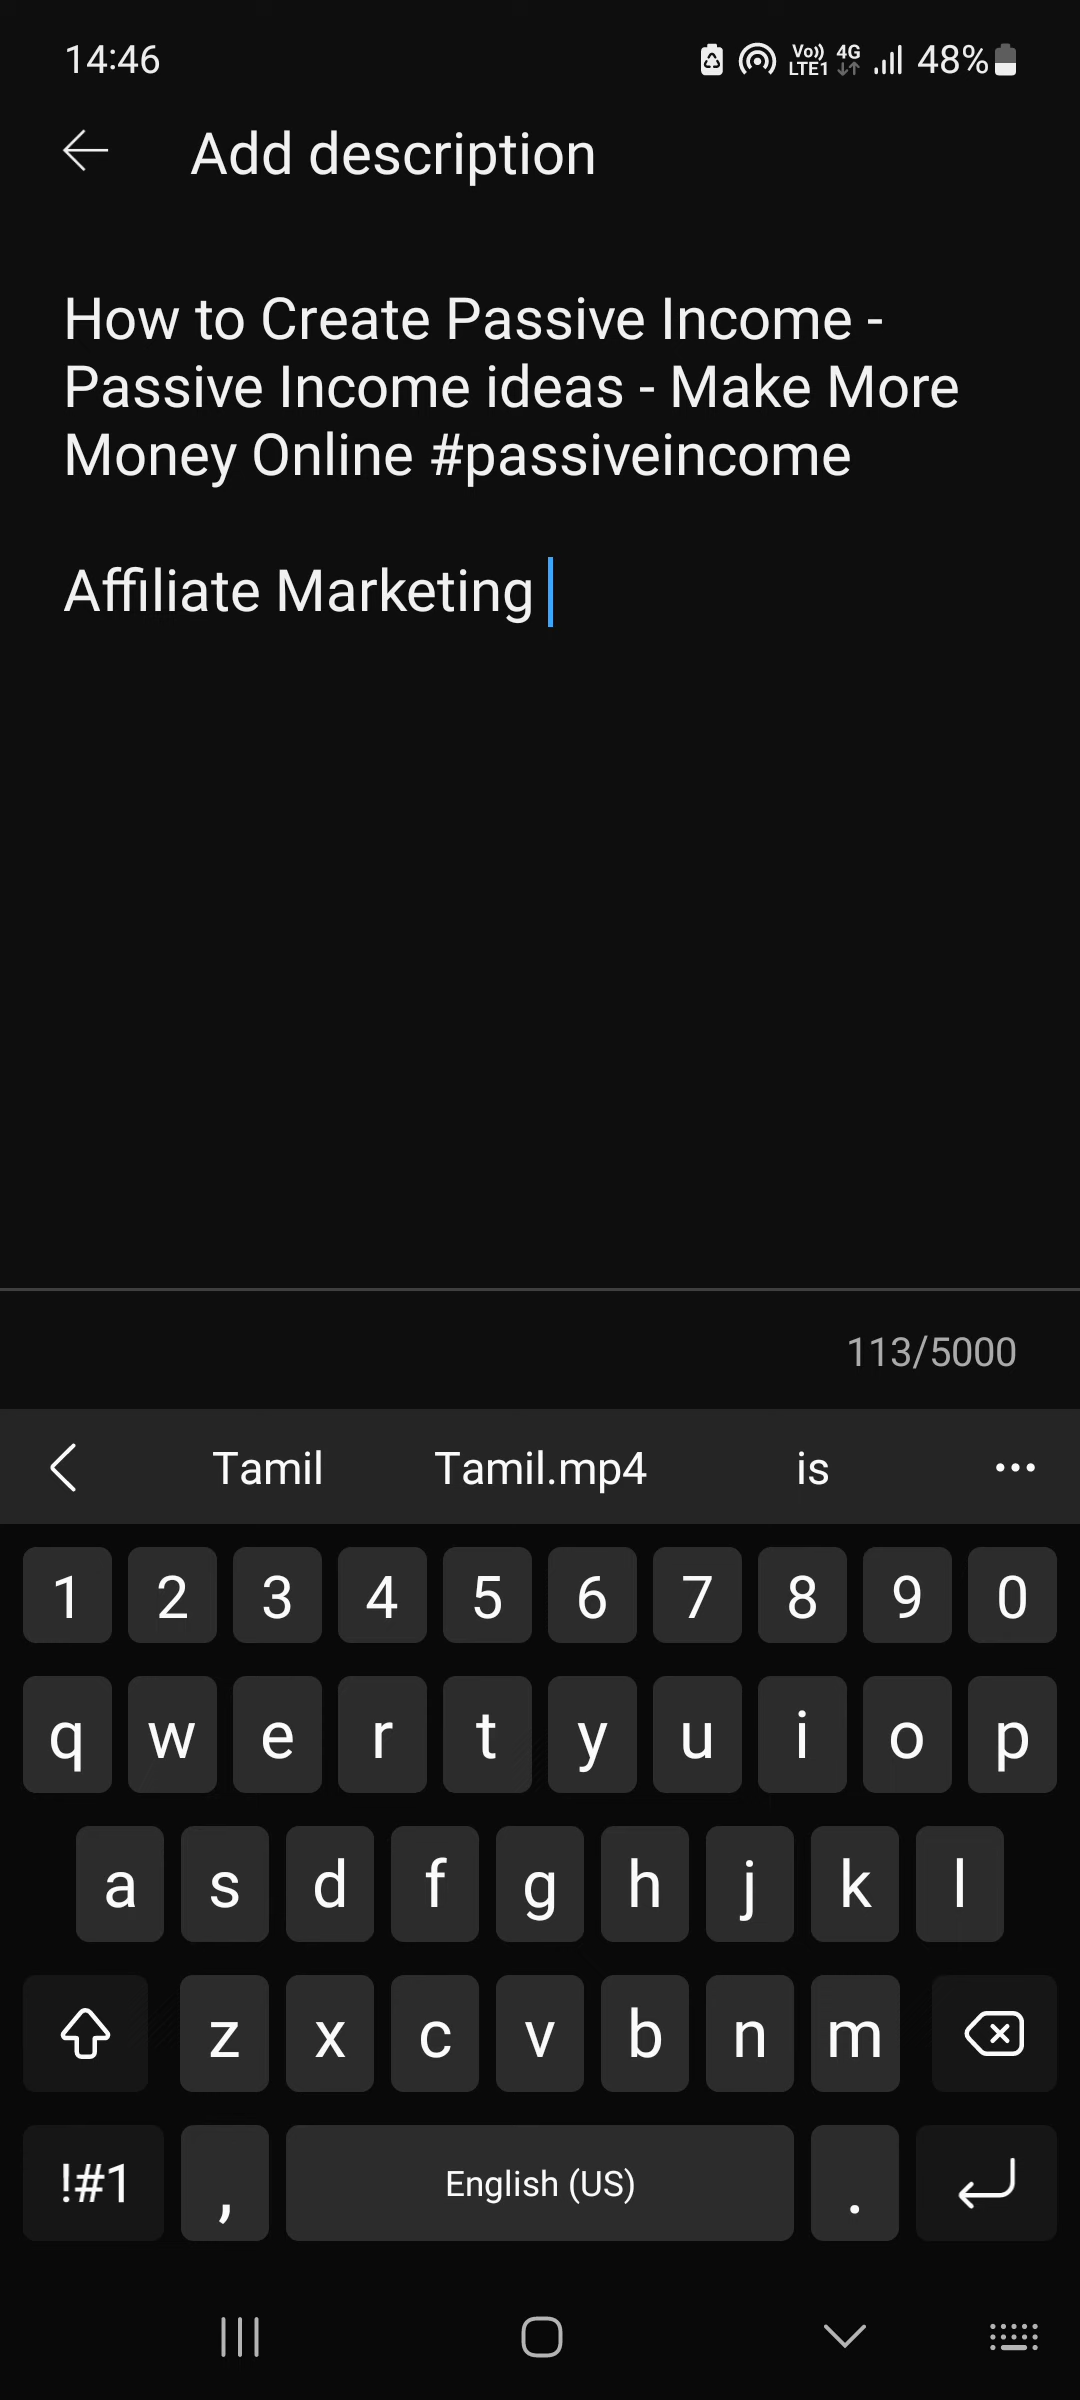 14:46
Vo)) LTE1 4G 48%
Add description
How to Create Passive Income -
Passive Income ideas - Make More
Money Online #passiveincome
Affiliate Marketing
113/5000
Tamil Tamil.mp4 is ...
1 2 3 4 5 6 7 8 9 0
q w e r t y u i o p
a s d f g h j k l
z x c v b n m
!#1 , English (US) .